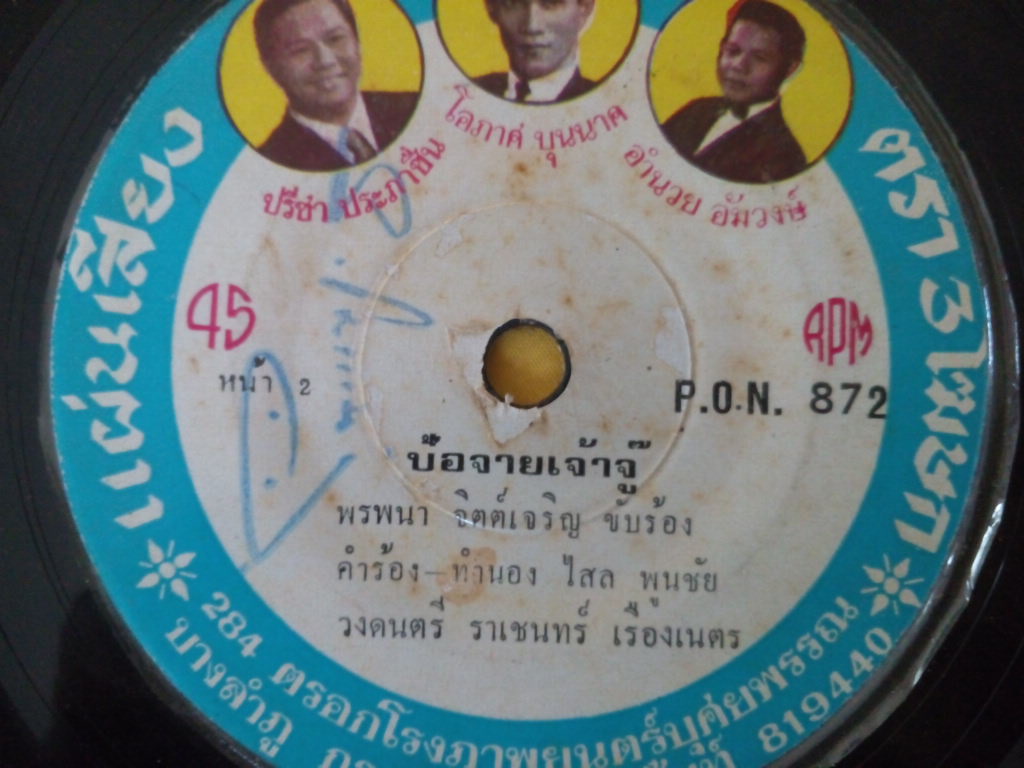 แผ่นเสียง
ตรา 3 นายก
ปรีชา ประภาชื่น
โสภาค บุนนาค
อำนวย อัมวงษ์
45
RPM
หน้า 2
P.O.N. 872
บ้อจายเจ้าจู๊
พรพนา จิตต์เจริญ ขับร้อง
คำร้อง-ทำนอง ไสล พูนชัย
วงดนตรี ราเชนทร์ เรืองเนตร
284 ตรอกโรงภาพยนตร์บุศยพรรณ
บางลำภู
819440